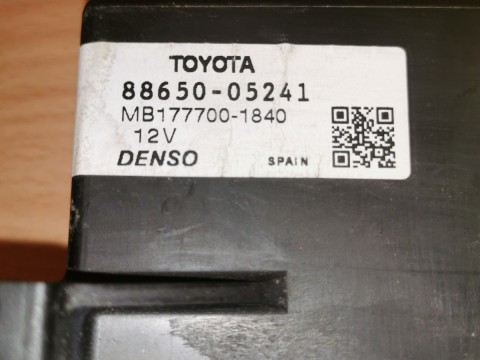 TOYOTA
88650-05241
MB177700-1840
12V
DENSO SPAIN